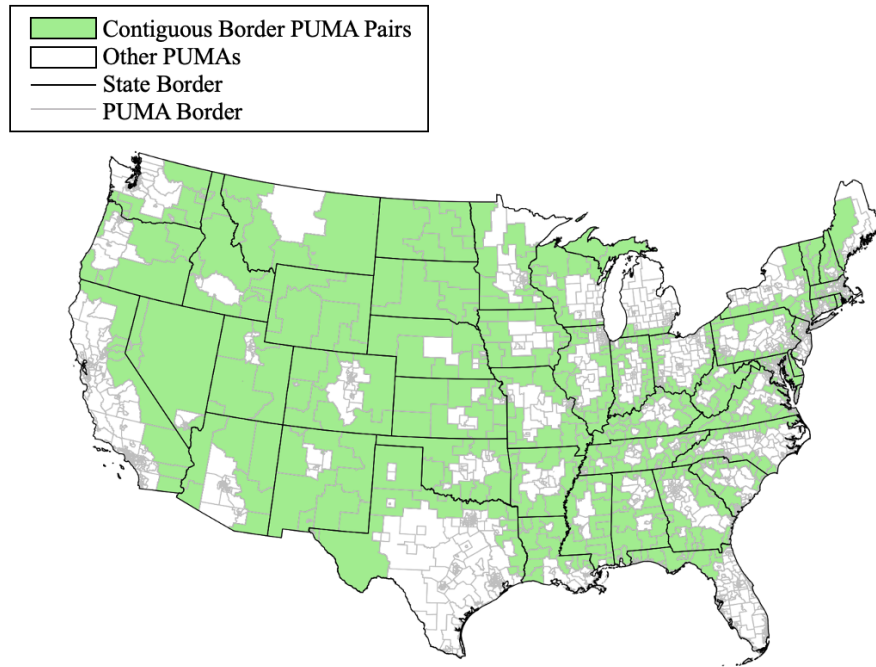 Contiguous Border PUMA Pairs
Other PUMAs
State Border
PUMA Border